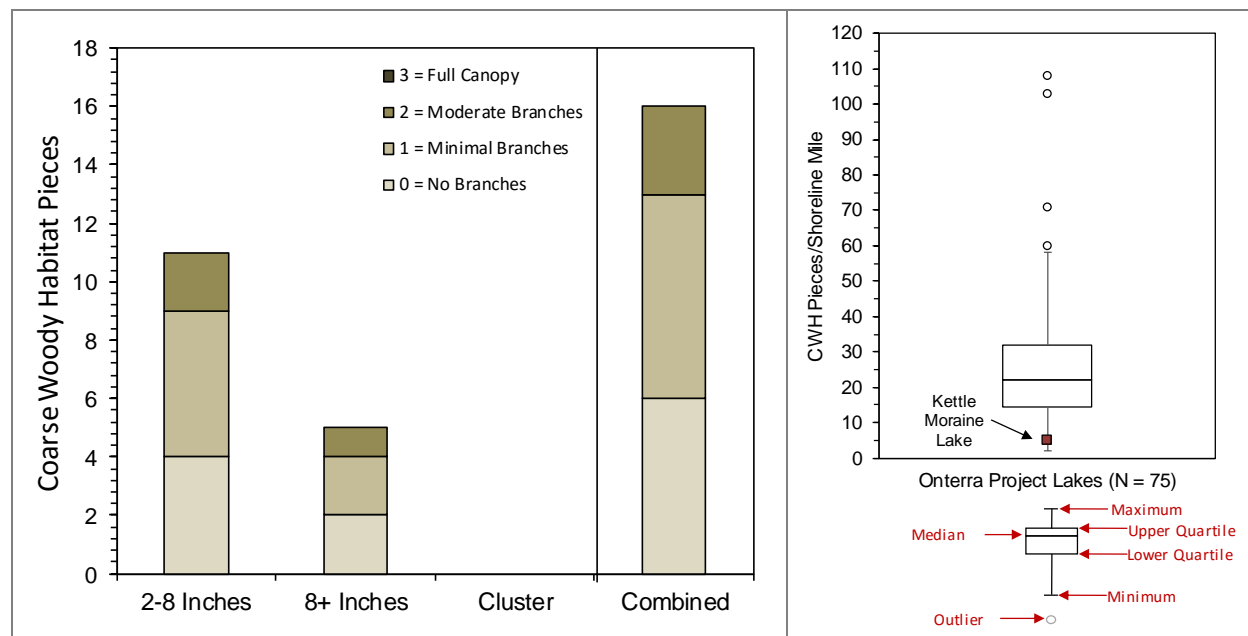 Coarse Woody Habitat Pieces
18
16
14
12
10
8
6
4
2
0
3 = Full Canopy
2 = Moderate Branches
1 = Minimal Branches
0 = No Branches
2-8 Inches
8+ Inches
Cluster
Combined
CWH Pieces/Shoreline Mile
120
110
100
90
80
70
60
50
40
30
20
10
0
Kettle
Moraine
Lake
Onterra Project Lakes (N = 75)
Maximum
Median
Upper Quartile
Lower Quartile
Minimum
Outlier